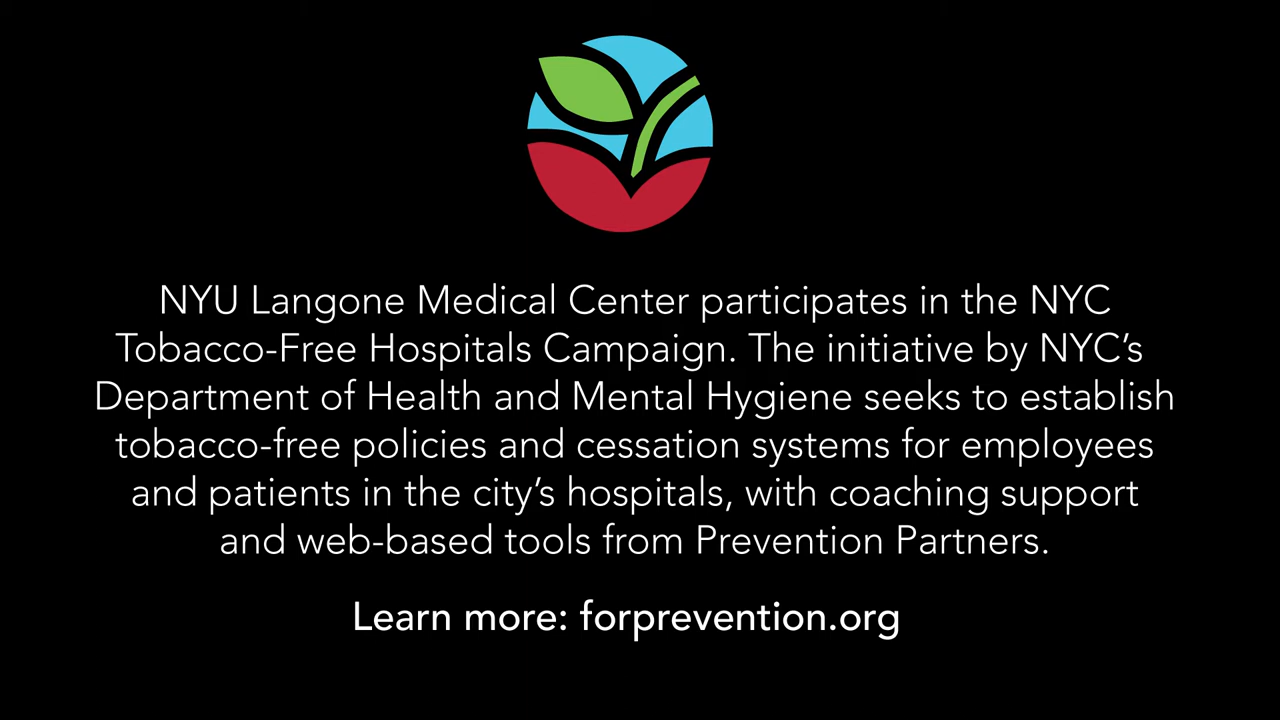 NYU Langone Medical Center participates in the NYC
Tobacco-Free Hospitals Campaign. The initiative by NYC’s
Department of Health and Mental Hygiene seeks to establish
tobacco-free policies and cessation systems for employees
and patients in the city’s hospitals, with coaching support
and web-based tools from Prevention Partners.
Learn more: forprevention.org